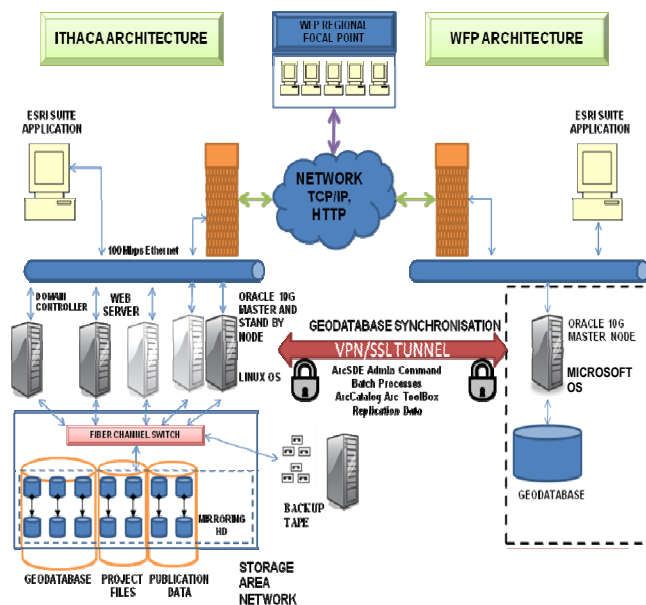 ITHACA ARCHITECTURE
WFP REGIONAL
FOCAL POINT
WFP ARCHITECTURE
ESRI SUITE
APPLICATION
ESRI SUITE
APPLICATION
NETWORK
TCP/IP,
HTTP
100Mbps Ethernet
DOMAIN
CONTROLLER
WEB
SERVER
ORACLE 10G
MASTER AND
STAND BY
NODE
LINUX OS
GEODATABASE SYNCHRONISATION
VPN/SSL TUNNEL
ArcSDE Admin Command
Batch Processes
ArcCatalog Arc ToolBox
Replication Data
ORACLE 10G
MASTER NODE
MICROSOFT
OS
GEODATABASE
FIBER CHANNEL SWITCH
BACKUP
TAPE
MIRRORING
HD
GEODATABASE
PROJECT
FILES
PUBLICATION
DATA
STORAGE
AREA
NETWORK